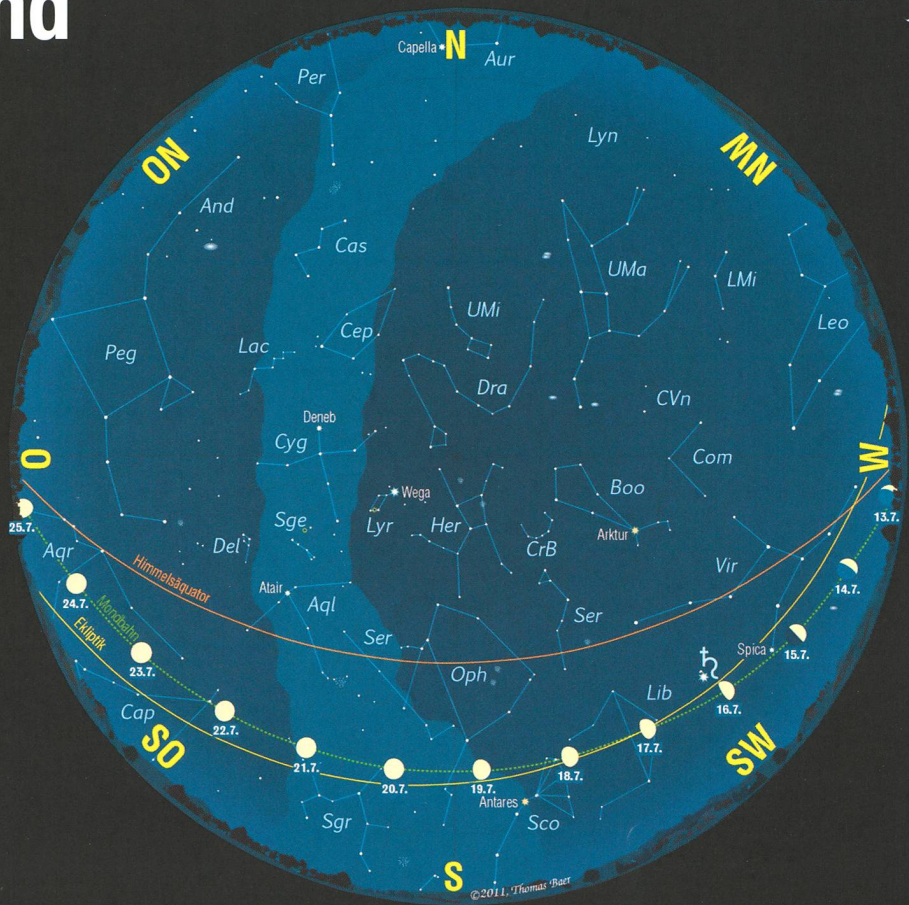 nd
Capella
N
Aur
Per
Lyn
NO
NW
And
Cas
UMa
LMi
UMi
Cep
Leo
Lac
Peg
Dra
CVn
Deneb
Cyg
Com
O
W
Wega
Boo
Sge
Lyr
Her
Arktur
CrB
25.7.
13.7.
Aqr
Del
Vir
Himmelsäquator
Atair
Aql
14.7.
24.7.
Mondbahn
Ekliptik
Ser
Ser
Spica
15.7.
23.7.
♄
Oph
Lib
16.7.
Cap
22.7.
SO
SW
17.7.
21.7.
18.7.
20.7.
19.7.
Antares
Sgr
Sco
S
©2011, Thomas Baer